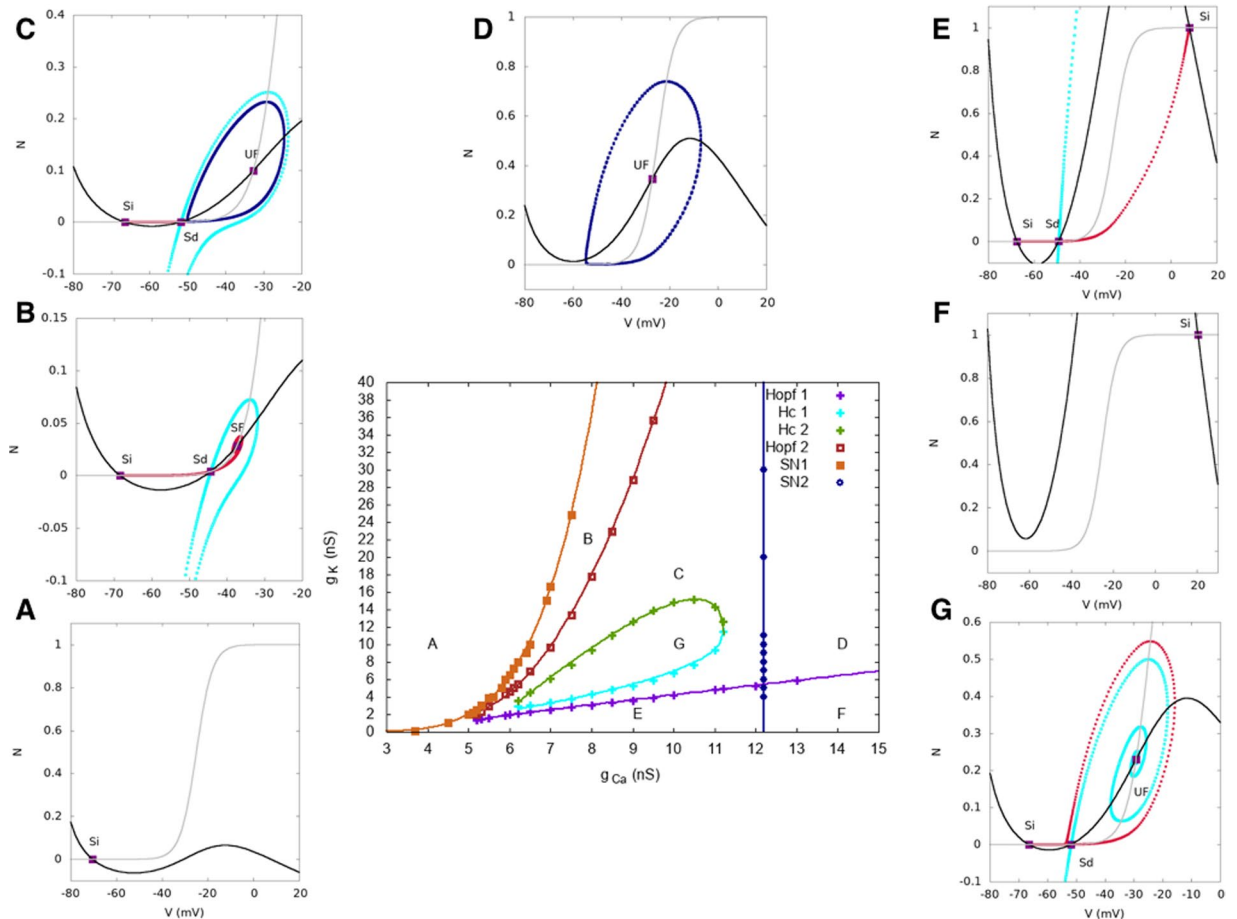 C
0.4
0.3
0.2
0.1
0
-0.1
N
Si
Sd
UF
-80 -70 -60 -50 -40 -30 -20
D
1
0.8
0.6
0.4
0.2
0
N
UF
-80 -60 -40 -20 0 20
V (mV)
E
1
0.8
0.6
0.4
0.2
0
N
Si
Si
Sd
-80 -60 -40 -20 0 20
V (mV)
B
0.15
0.1
0.05
0
-0.05
-0.1
N
SF
Si
Sd
-80 -70 -60 -50 -40 -30 -20
40
38
36
34
32
30
28
26
24
22
20
18
16
14
12
10
8
6
4
2
0
g K (nS)
Hopf 1
Hc 1
Hc 2
Hopf 2
SN1
SN2
A
B
C
G
D
E
F
3 4 5 6 7 8 9 10 11 12 13 14 15
g Ca (nS)
F
1
0.8
0.6
0.4
0.2
0
N
Si
-80 -60 -40 -20 0 20
A
1
0.8
0.6
0.4
0.2
0
N
Si
-80 -60 -40 -20 0 20
V (mV)
G
0.6
0.5
0.4
0.3
0.2
0.1
0
-0.1
N
UF
Si
Sd
-80 -70 -60 -50 -40 -30 -20 -10 0
V (mV)